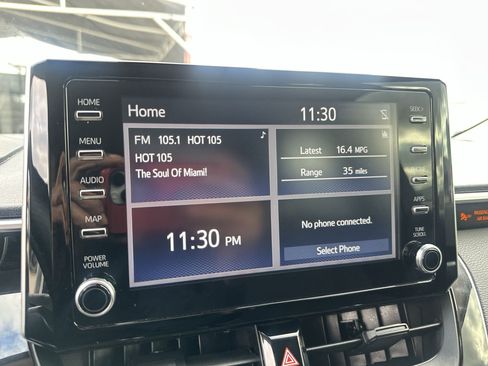 HOME
MENU
AUDIO
MAP
POWER
VOLUME
Home 11:30
FM 105.1 HOT 105
HOT 105
The Soul Of Miami!
Latest 16.4 MPG
Range 35 miles
11:30 PM
No phone connected.
Select Phone
SEEK>
APPS
TUNE
SCROLL